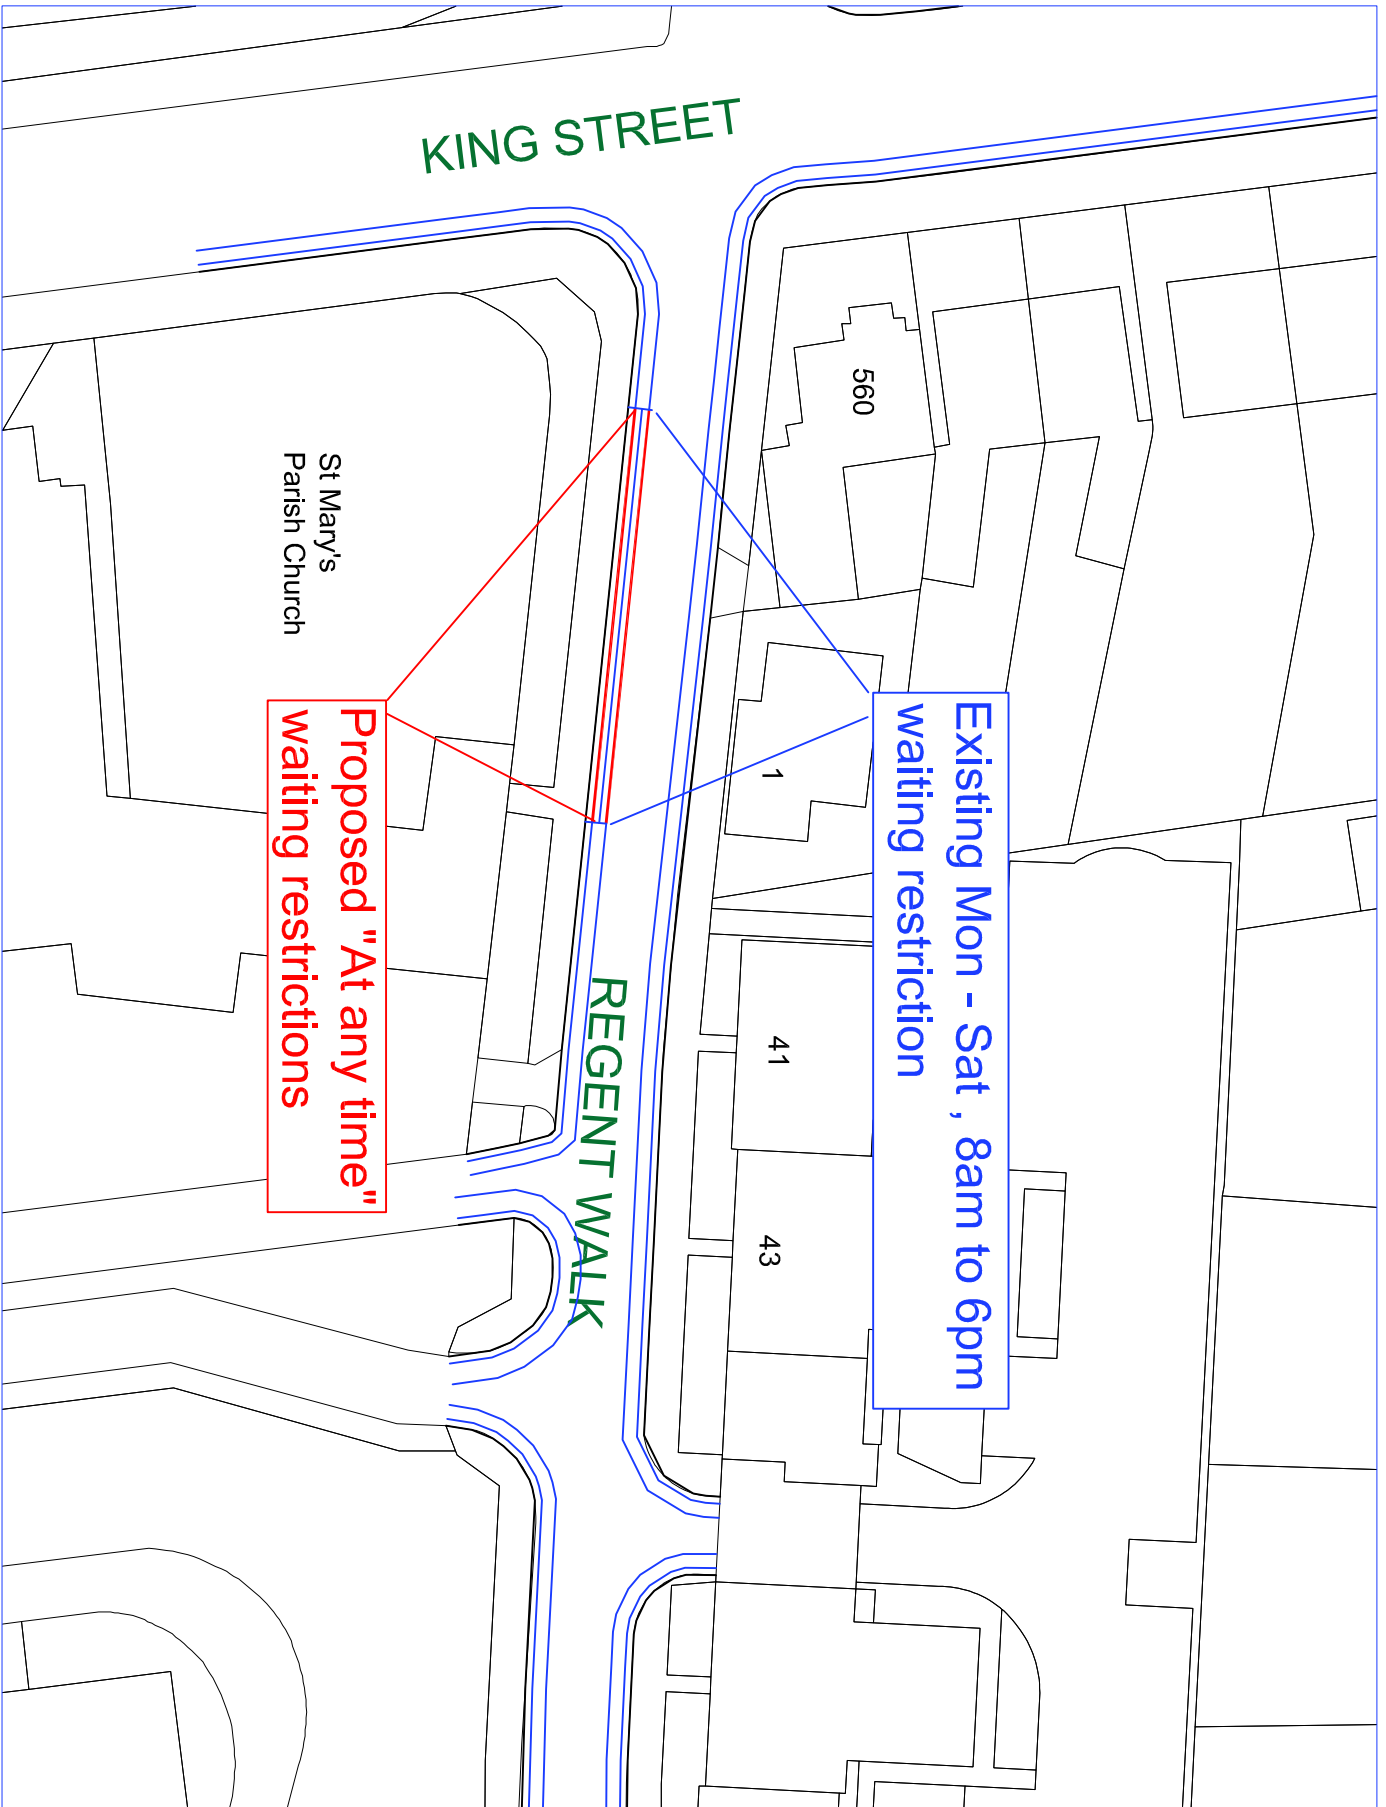 KING STREET
560
St Mary's
Parish Church
1
Existing Mon - Sat , 8am to 6pm
waiting restriction
Proposed "At any time"
waiting restrictions
REGENT WALK
41
43